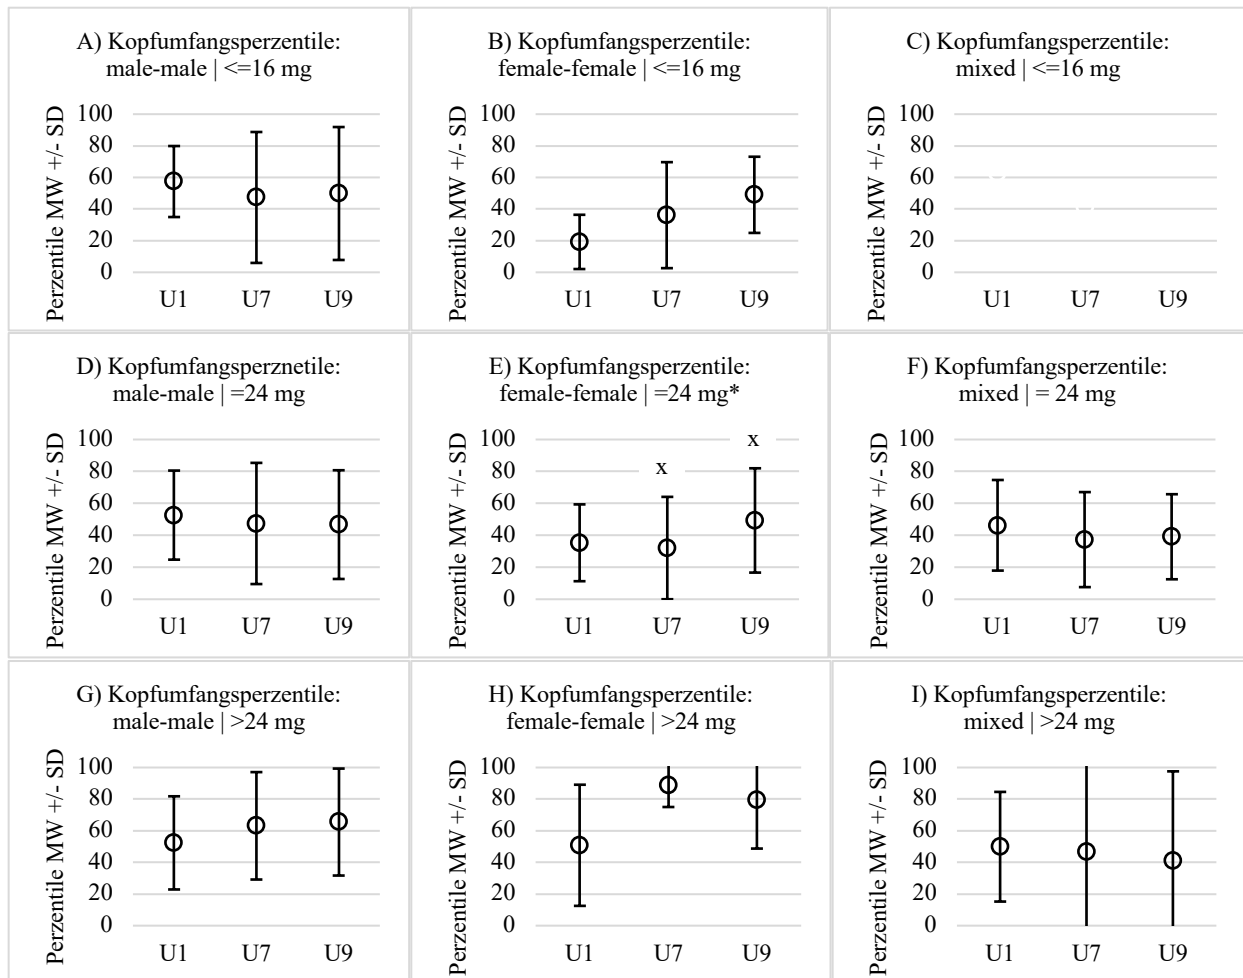 A) Kopfumfangsperzentile:
male-male | <=16 mg
Perzentile MW +/- SD
100
80
60
40
20
0
U1 U7 U9
B) Kopfumfangsperzentile:
female-female | <=16 mg
Perzentile MW +/- SD
100
80
60
40
20
0
U1 U7 U9
C) Kopfumfangsperzentile:
mixed | <=16 mg
Perzentile MW +/- SD
100
80
60
40
20
0
U1 U7 U9
D) Kopfumfangsperznetile:
male-male | =24 mg
Perzentile MW +/- SD
100
80
60
40
20
0
U1 U7 U9
E) Kopfumfangsperzentile:
female-female | =24 mg*
Perzentile MW +/- SD
100
80
60
40
20
0
x
x
U1 U7 U9
F) Kopfumfangsperzentile:
mixed | = 24 mg
Perzentile MW +/- SD
100
80
60
40
20
0
U1 U7 U9
G) Kopfumfangsperzentile:
male-male | >24 mg
Perzentile MW +/- SD
100
80
60
40
20
0
U1 U7 U9
H) Kopfumfangsperzentile:
female-female | >24 mg
Perzentile MW +/- SD
100
80
60
40
20
0
U1 U7 U9
I) Kopfumfangsperzentile:
mixed | >24 mg
Perzentile MW +/- SD
100
80
60
40
20
0
U1 U7 U9